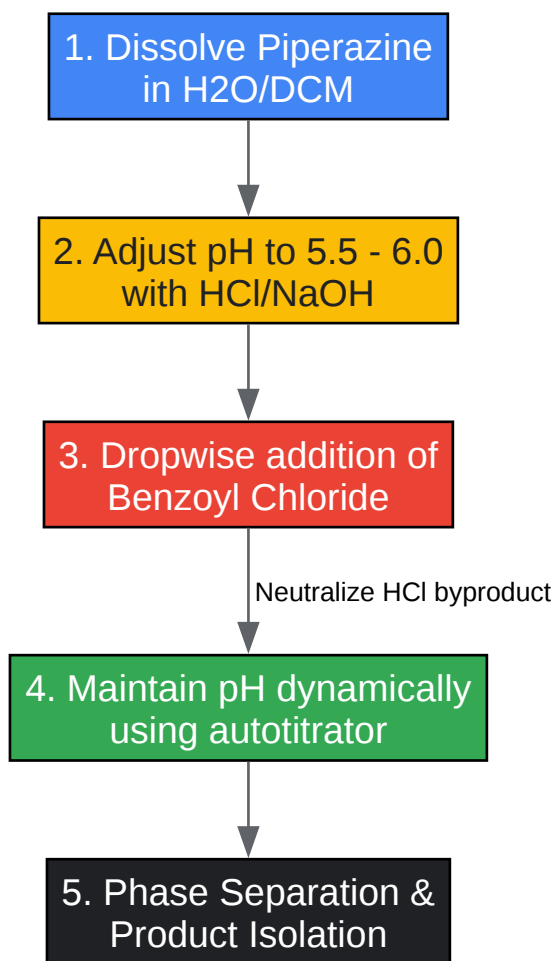 1. Dissolve Piperazine
in H2O/DCM
2. Adjust pH to 5.5 - 6.0
with HCl/NaOH
3. Dropwise addition of
Benzoyl Chloride
Neutralize HCl byproduct
4. Maintain pH dynamically
using autotitrator
5. Phase Separation &
Product Isolation